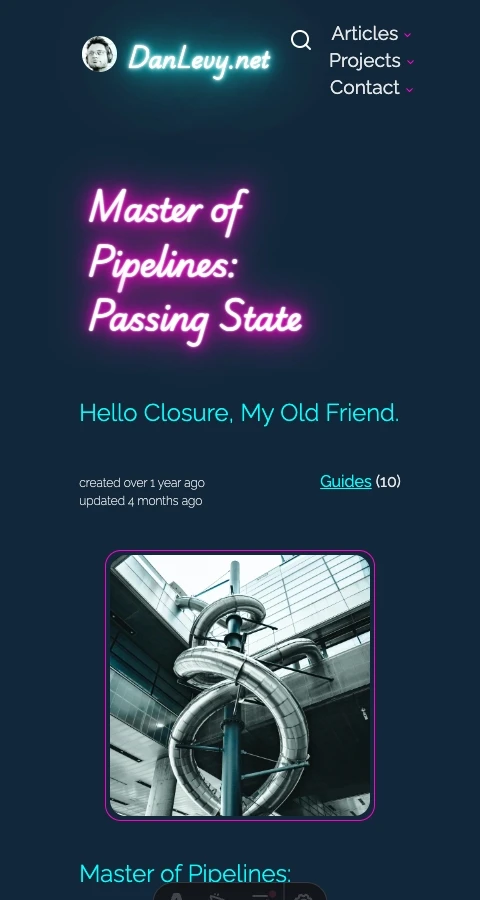 DanLevy.net
Articles
Projects
Contact
Master of
Pipelines:
Passing State
Hello Closure, My Old Friend.
created over 1 year ago
updated 4 months ago
Guides (10)
Master of Pipelines: